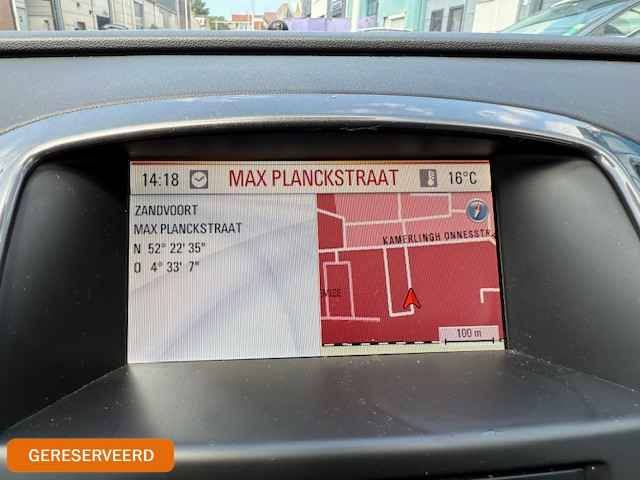 14:18 MAX PLANCKSTRAAT 16°C
ZANDVOORT
MAX PLANCKSTRAAT
N 52° 22' 35"
O 4° 33' 7"
KAMERLINGH ONNESSTR
100 m
GERESERVEERD